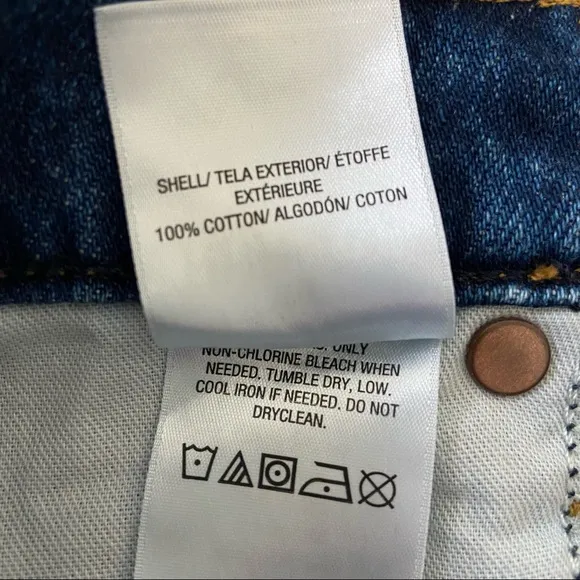 SHELL/ TELA EXTERIOR/ ÉTOFFE
EXTÉRIEURE
100% COTTON/ ALGODÓN/ COTON
ONLY
NON-CHLORINE BLEACH WHEN
NEEDED. TUMBLE DRY, LOW.
COOL IRON IF NEEDED. DO NOT
DRYCLEAN.